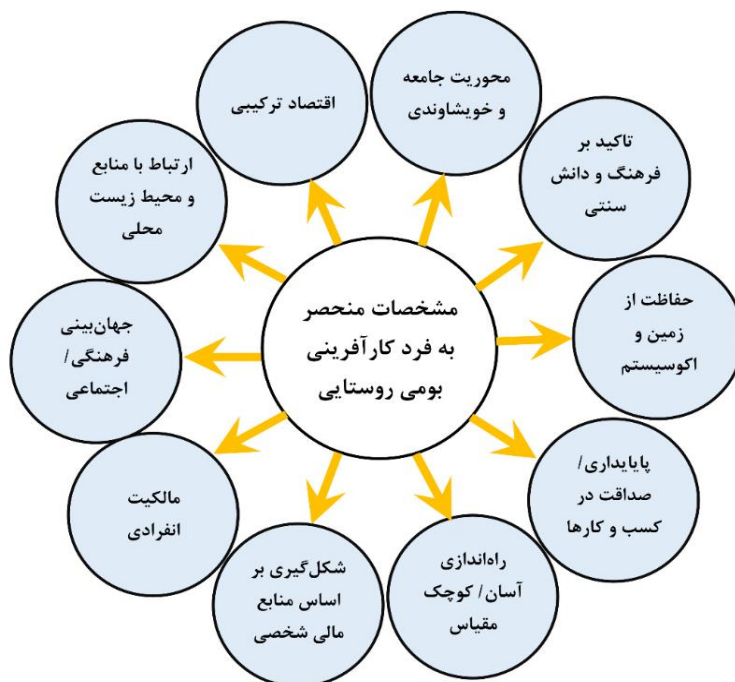 مشخصات منحصر
به فرد کارآفرینی
بومی روستایی
محوریت جامعه
و خویشاوندی
تاکید بر
فرهنگ و دانش
سنتی
حفاظت از
زمین و
اکوسیستم
پایایداری/
صداقت در
کسب و کارها
راه‌اندازی
آسان/ کوچک
مقیاس
شکل‌گیری بر
اساس منابع
مالی شخصی
مالکیت
انفرادی
جهان‌بینی
فرهنگی/
اجتماعی
ارتباط با منابع
و محیط زیست
محلی
اقتصاد ترکیبی